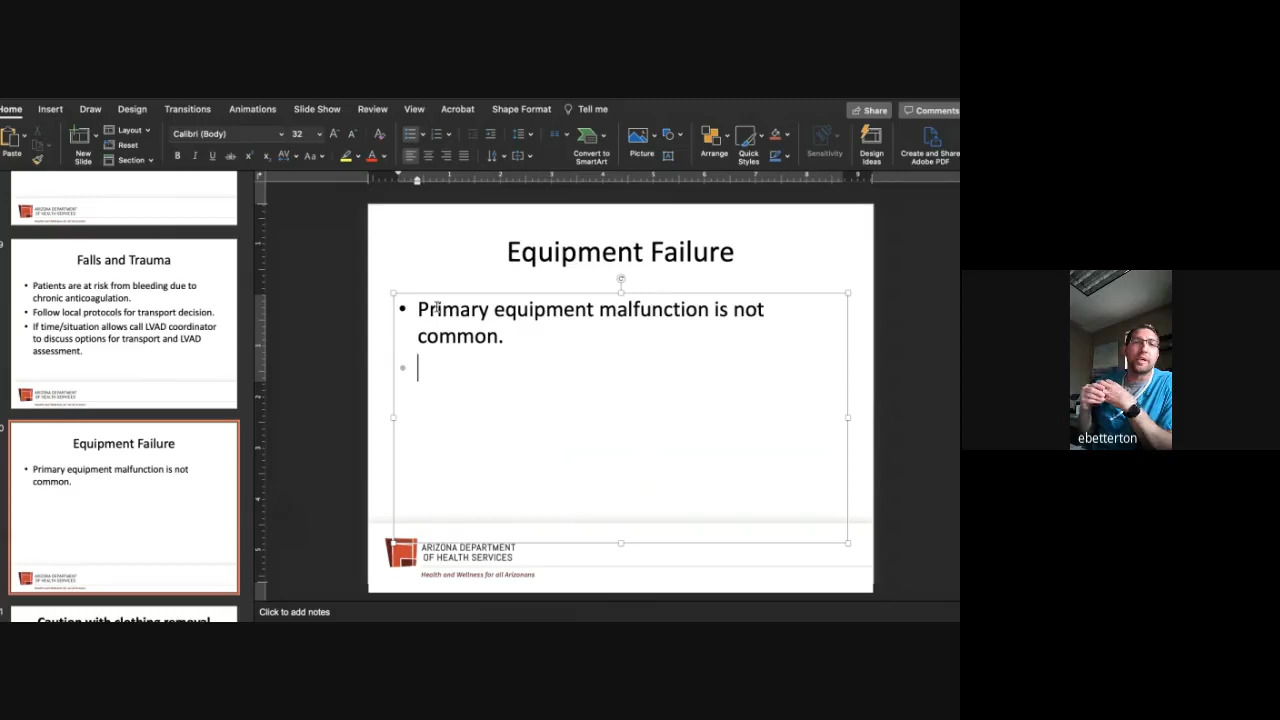 Home Insert Draw Design Transitions Animations Slide Show Review View Acrobat Shape Format Tell me
Share Comments
Paste
New
Slide
Layout
Reset
Section
Calibri (Body) 32
Convert to
SmartArt
Picture
Arrange
Quick
Styles
Sensitivity
Design
Ideas
Create and Share
Adobe PDF
ARIZONA DEPARTMENT
OF HEALTH SERVICES
Falls and Trauma
• Patients are at risk from bleeding due to
chronic anticoagulation.
• Follow local protocols for transport decision.
• If time/situation allows call LVAD coordinator
to discuss options for transport and LVAD
assessment.
ARIZONA DEPARTMENT
OF HEALTH SERVICES
Equipment Failure
• Primary equipment malfunction is not
common.
ARIZONA DEPARTMENT
OF HEALTH SERVICES
Caution with clothing removal
Equipment Failure
• Primary equipment malfunction is not
common.
ARIZONA DEPARTMENT
OF HEALTH SERVICES
Health and Wellness for all Arizonans
Click to add notes
ebetterton